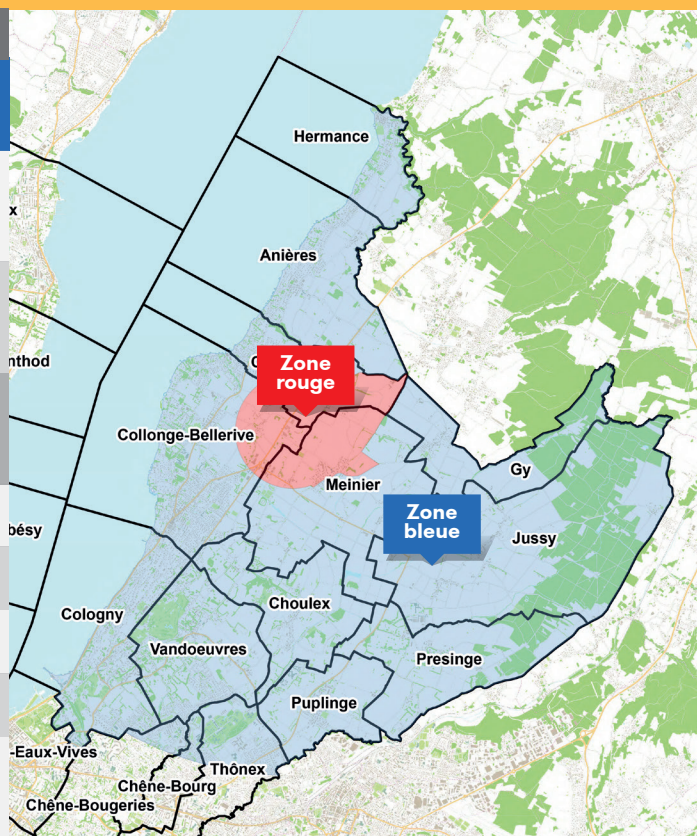 Hermance
x
Anières
nthod
C
Zone
rouge
Collonge-Bellerive
Meinier
Gy
Zone
bleue
bésy
Jussy
Choulex
Cologny
Vandoeuvres
Presinge
Puplinge
-Eaux-Vives
Thônex
Chêne-Bourg
Chêne-Bougeries